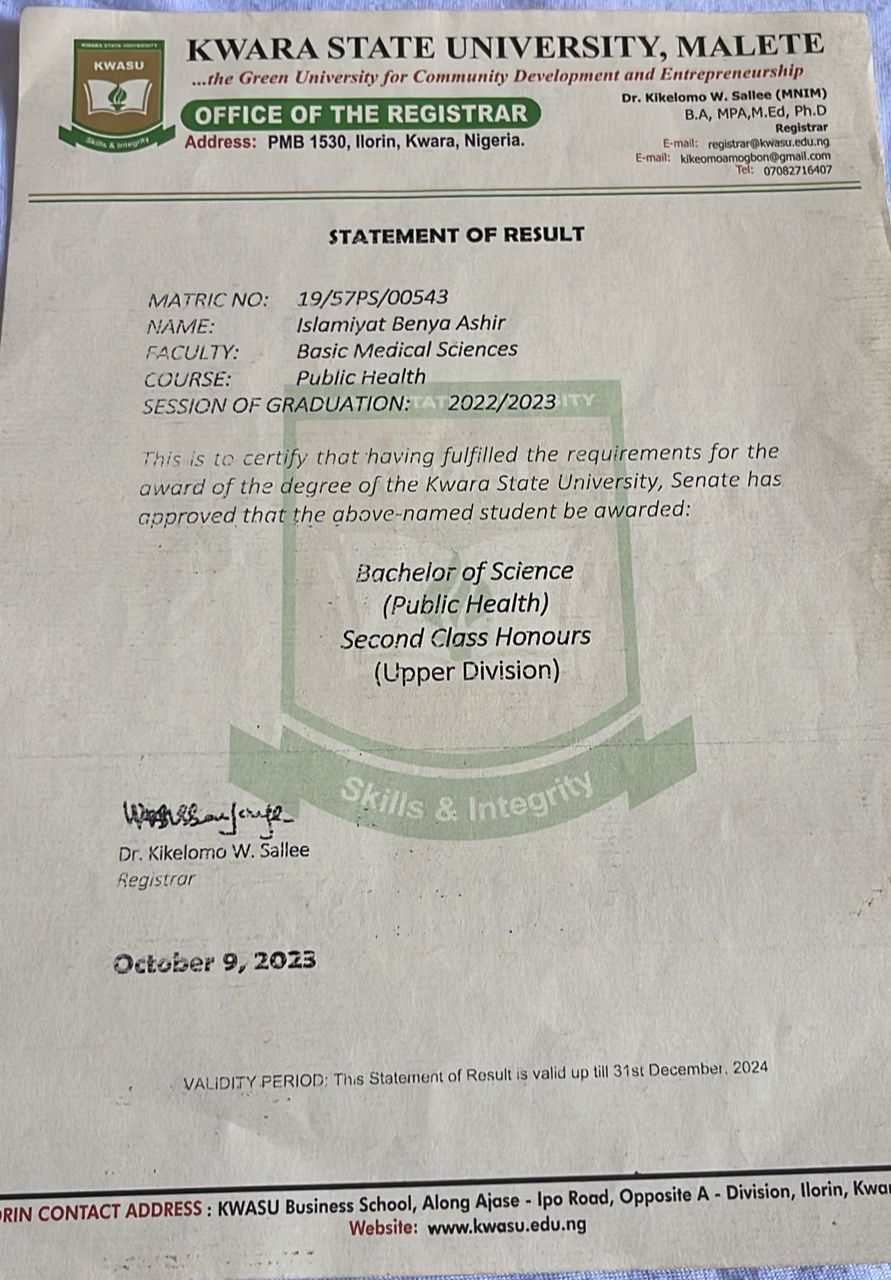 KWARA STATE UNIVERSITY, MALETE
...the Green University for Community Development and Entrepreneurship
KWARA STATE UNIVERSITY
KWASU
Skills & Integrity
OFFICE OF THE REGISTRAR
Address: PMB 1530, Ilorin, Kwara, Nigeria.
Dr. Kikelomo W. Sallee (MNIM)
B.A, MPA,M.Ed, Ph.D
Registrar
E-mail: registrar@kwasu.edu.ng
E-mail: kikeomoamogbon@gmail.com
Tel: 07082716407
STATEMENT OF RESULT
MATRIC NO: 19/57PS/00543
NAME: Islamiyat Benya Ashir
FACULTY: Basic Medical Sciences
COURSE: Public Health
SESSION OF GRADUATION: 2022/2023
This is to certify that having fulfilled the requirements for the
award of the degree of the Kwara State University, Senate has
approved that the above-named student be awarded:
Bachelor of Science
(Public Health)
Second Class Honours
(Upper Division)
Skills & Integrity
Dr. Kikelomo W. Sallee
Registrar
October 9, 2023
VALIDITY PERIOD: This Statement of Result is valid up till 31st December, 2024
ORIN CONTACT ADDRESS : KWASU Business School, Along Ajase - Ipo Road, Opposite A - Division, Ilorin, Kwa
Website: www.kwasu.edu.ng